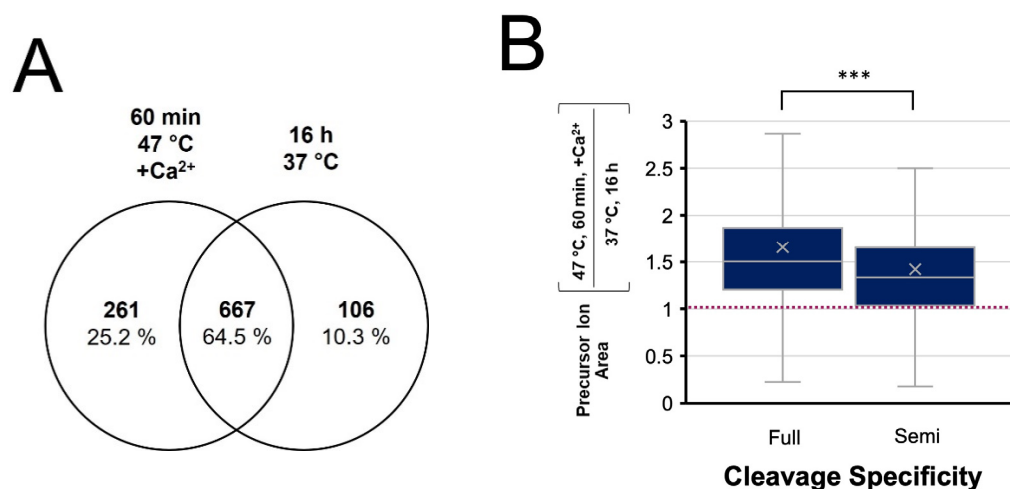 A
60 min
47 °C
+Ca²⁺
16 h
37 °C
261
25.2 %
667
64.5 %
106
10.3 %
B
***
Precursor Ion
Area
47 °C, 60 min, +Ca²⁺
37 °C, 16 h
3
2.5
2
1.5
1
0.5
0
Full
Semi
Cleavage Specificity